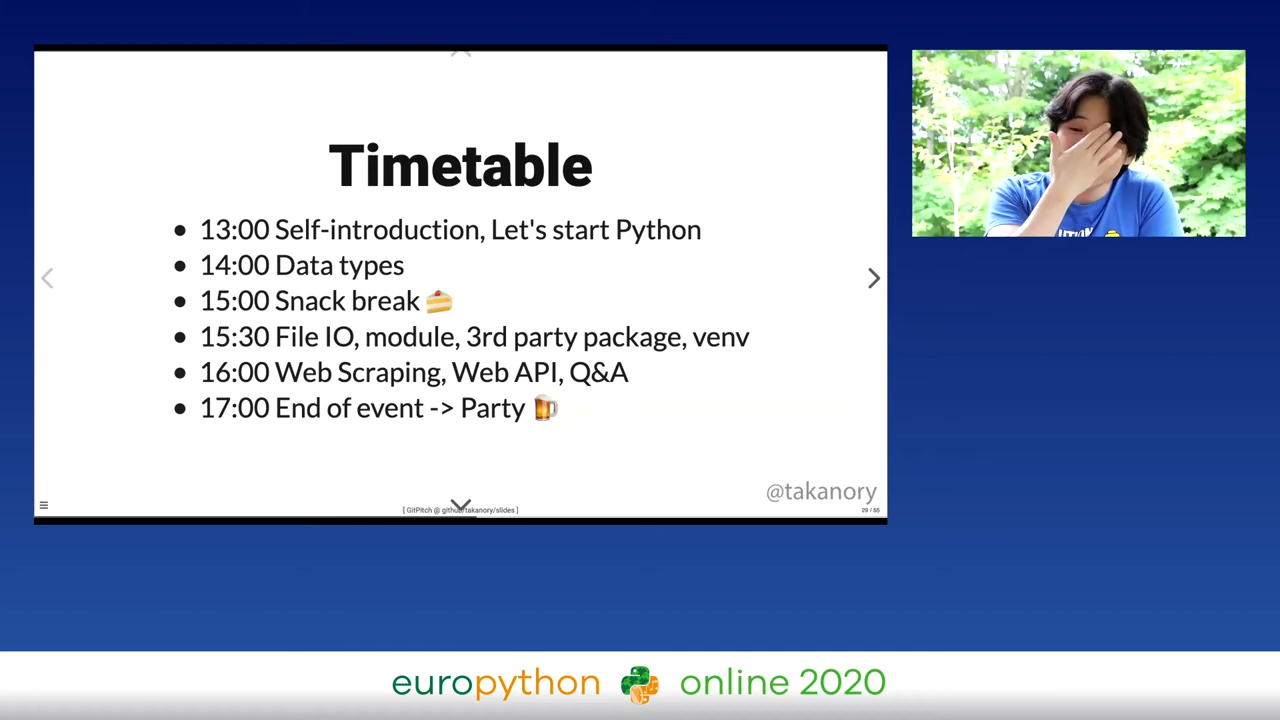 Timetable
13:00 Self-introduction, Let's start Python
14:00 Data types
15:00 Snack break 🍰
15:30 File IO, module, 3rd party package, venv
16:00 Web Scraping, Web API, Q&A
17:00 End of event -> Party 🍺
@takanory
[ GitPitch @ github/takanory/slides ]
29 / 55
europython online 2020